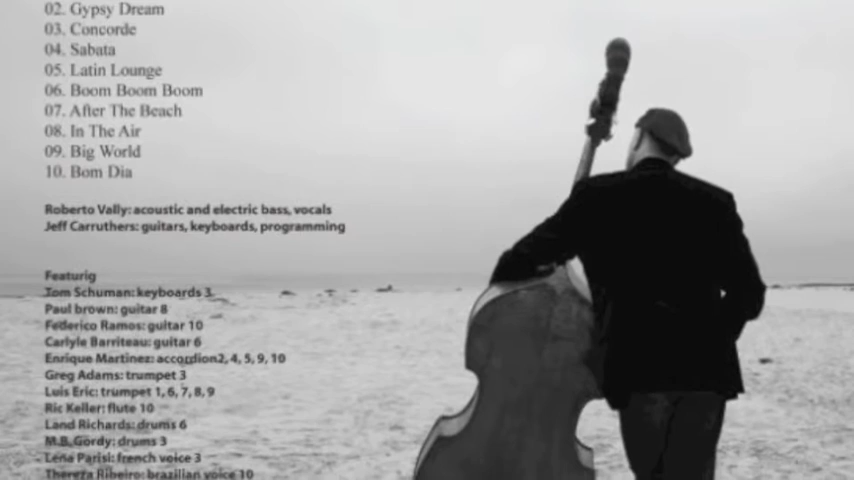 02. Gypsy Dream
03. Concorde
04. Sabata
05. Latin Lounge
06. Boom Boom Boom
07. After The Beach
08. In The Air
09. Big World
10. Bom Dia
Roberto Vally: acoustic and electric bass, vocals
Jeff Carruthers: guitars, keyboards, programming
Featurig
Tom Schuman: keyboards 3
Paul brown: guitar 8
Federico Ramos: guitar 10
Carlyle Barriteau: guitar 6
Enrique Martinez: accordion2, 4, 5, 9, 10
Greg Adams: trumpet 3
Luis Eric: trumpet 1, 6, 7, 8, 9
Ric Keller: flute 10
Land Richards: drums 6
M.B. Gordy: drums 3
Lena Parisi: french voice 3
Thereza Ribeiro: brazilian voice 10